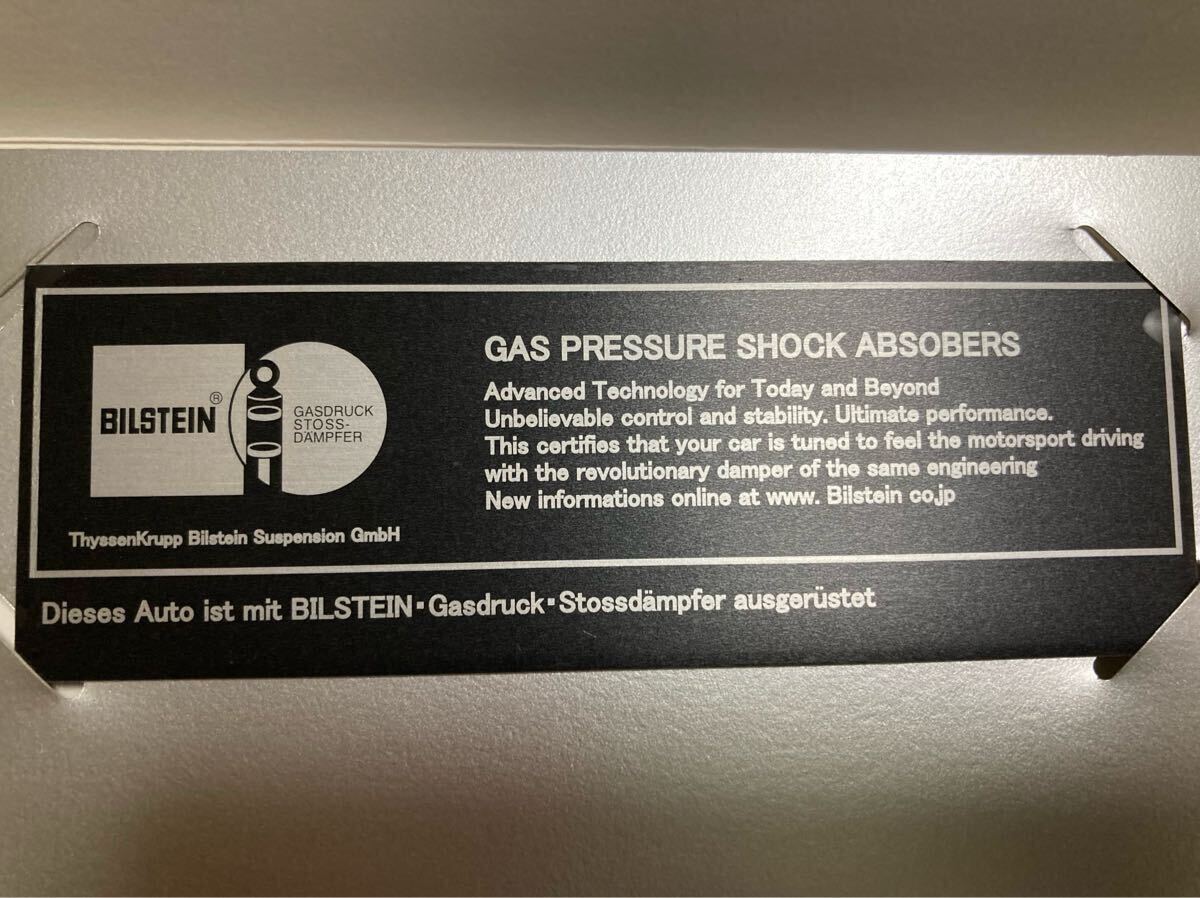 BILSTEIN®
GASDRUCK
STOSS-
DÄMPFER
ThyssenKrupp Bilstein Suspension GmbH
GAS PRESSURE SHOCK ABSOBERS
Advanced Technology for Today and Beyond
Unbelievable control and stability. Ultimate performance.
This certifies that your car is tuned to feel the motorsport driving
with the revolutionary damper of the same engineering
New informations online at www. Bilstein co.jp
Dieses Auto ist mit BILSTEIN・Gasdruck・Stossdämpfer ausgerüstet